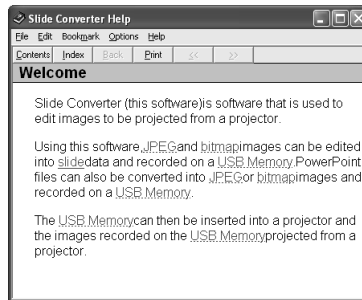 Slide Converter Help
File Edit Bookmark Options Help
Contents Index Back Print << >>
Welcome
Slide Converter (this software)is software that is used to
edit images to be projected from a projector.
Using this software,JPEGand bitmapimages can be edited
into slidedata and recorded on a USB Memory.PowerPoint
files can also be converted into JPEGor bitmapimages and
recorded on a USB Memory.
The USB Memorycan then be inserted into a projector and
the images recorded on the USB Memoryprojected from a
projector.